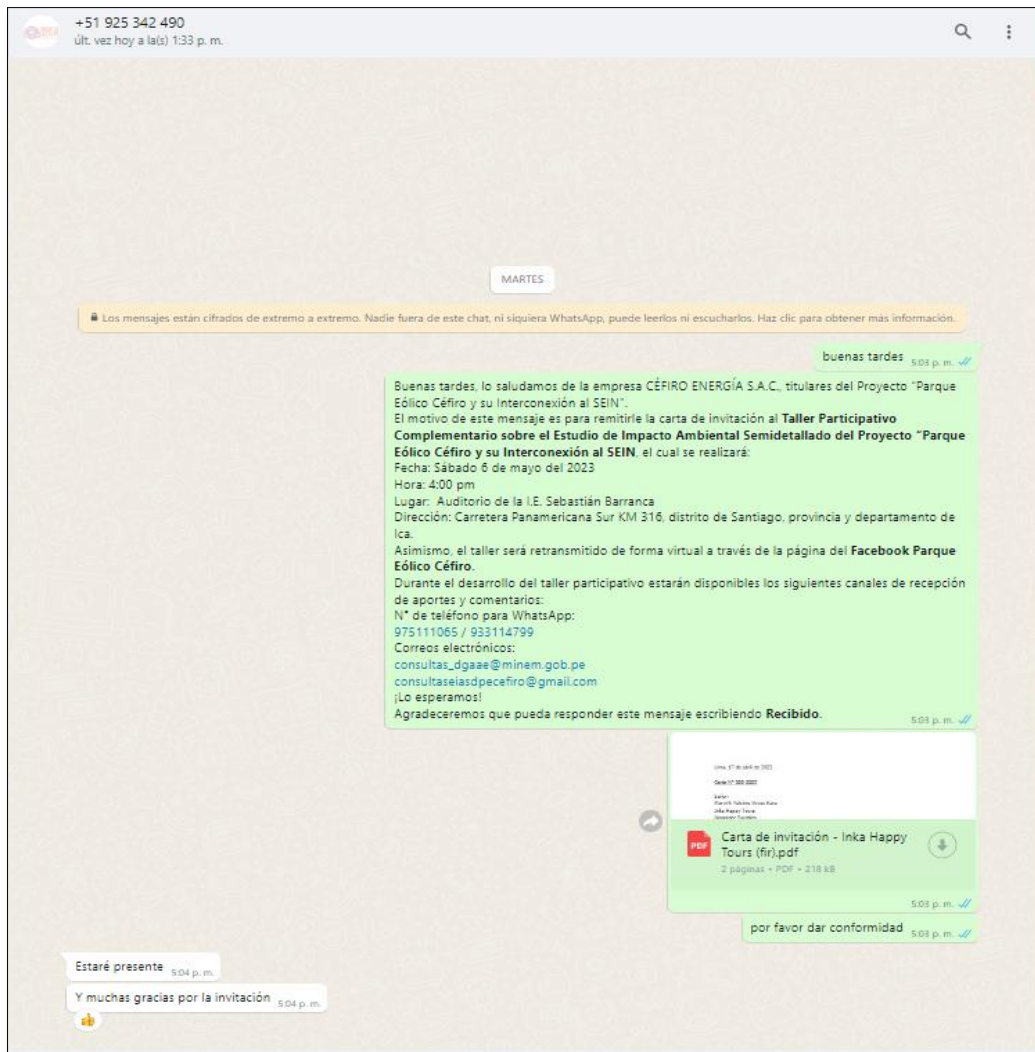 +51 925 342 490
últ. vez hoy a la(s) 1:33 p. m.
MARTES
Los mensajes están cifrados de extremo a extremo. Nadie fuera de este chat, ni siquiera WhatsApp, puede leerlos ni escucharlos. Haz clic para obtener más información.
buenas tardes 5:03 p. m.
Buenas tardes, lo saludamos de la empresa CÉFIRO ENERGÍA S.A.C., titulares del Proyecto "Parque
Eólico Céfiro y su Interconexión al SEIN".
El motivo de este mensaje es para remitirle la carta de invitación al Taller Participativo
Complementario sobre el Estudio de Impacto Ambiental Semidetallado del Proyecto "Parque
Eólico Céfiro y su Interconexión al SEIN, el cual se realizará:
Fecha: Sábado 6 de mayo del 2023
Hora: 4:00 pm
Lugar: Auditorio de la I.E. Sebastián Barranca
Dirección: Carretera Panamericana Sur KM 316, distrito de Santiago, provincia y departamento de
Ica.
Asimismo, el taller será retransmitido de forma virtual a través de la página del Facebook Parque
Eólico Céfiro.
Durante el desarrollo del taller participativo estarán disponibles los siguientes canales de recepción
de aportes y comentarios:
N° de teléfono para WhatsApp:
975111065 / 933114799
Correos electrónicos:
consultas_dgaae@minem.gob.pe
consultaseiasdpecefiro@gmail.com
¡Lo esperamos!
Agradeceremos que pueda responder este mensaje escribiendo Recibido. 5:03 p. m.
Lima, 17 de abril de 2023
Inka Happy Tours
PDF
Carta de invitación - Inka Happy
Tours (fir).pdf
2 páginas • PDF • 218 kB
5:03 p. m.
por favor dar conformidad 5:03 p. m.
Estaré presente 5:04 p. m.
Y muchas gracias por la invitación 5:04 p. m.